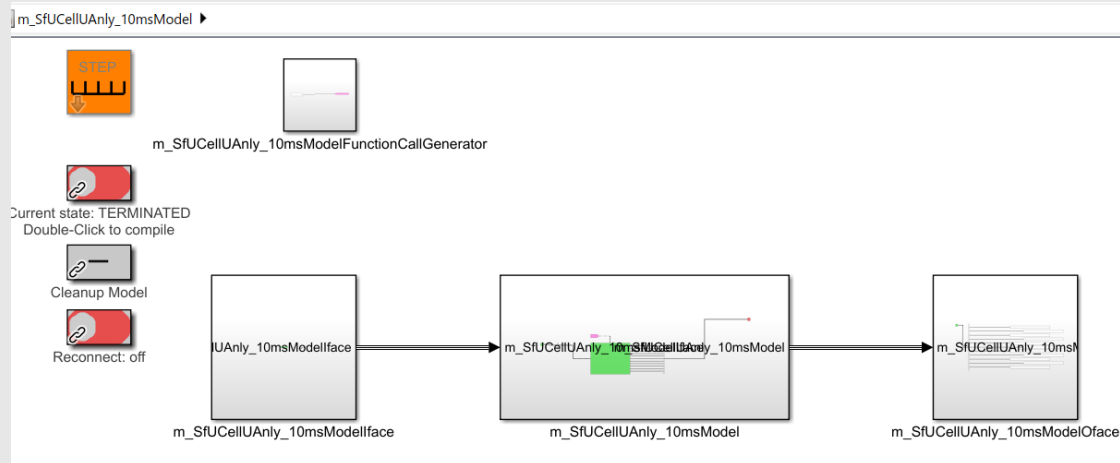 m_SfUCellUAnly_10msModel
STEP
m_SfUCellUAnly_10msModelFunctionCallGenerator
Current state: TERMINATED
Double-Click to compile
Cleanup Model
Reconnect: off
lUAnly_10msModelIface
m_SfUCellUAnly_10msModel
m_SfUCellUAnly_10msM
m_SfUCellUAnly_10msModelIface
m_SfUCellUAnly_10msModel
m_SfUCellUAnly_10msModelOface